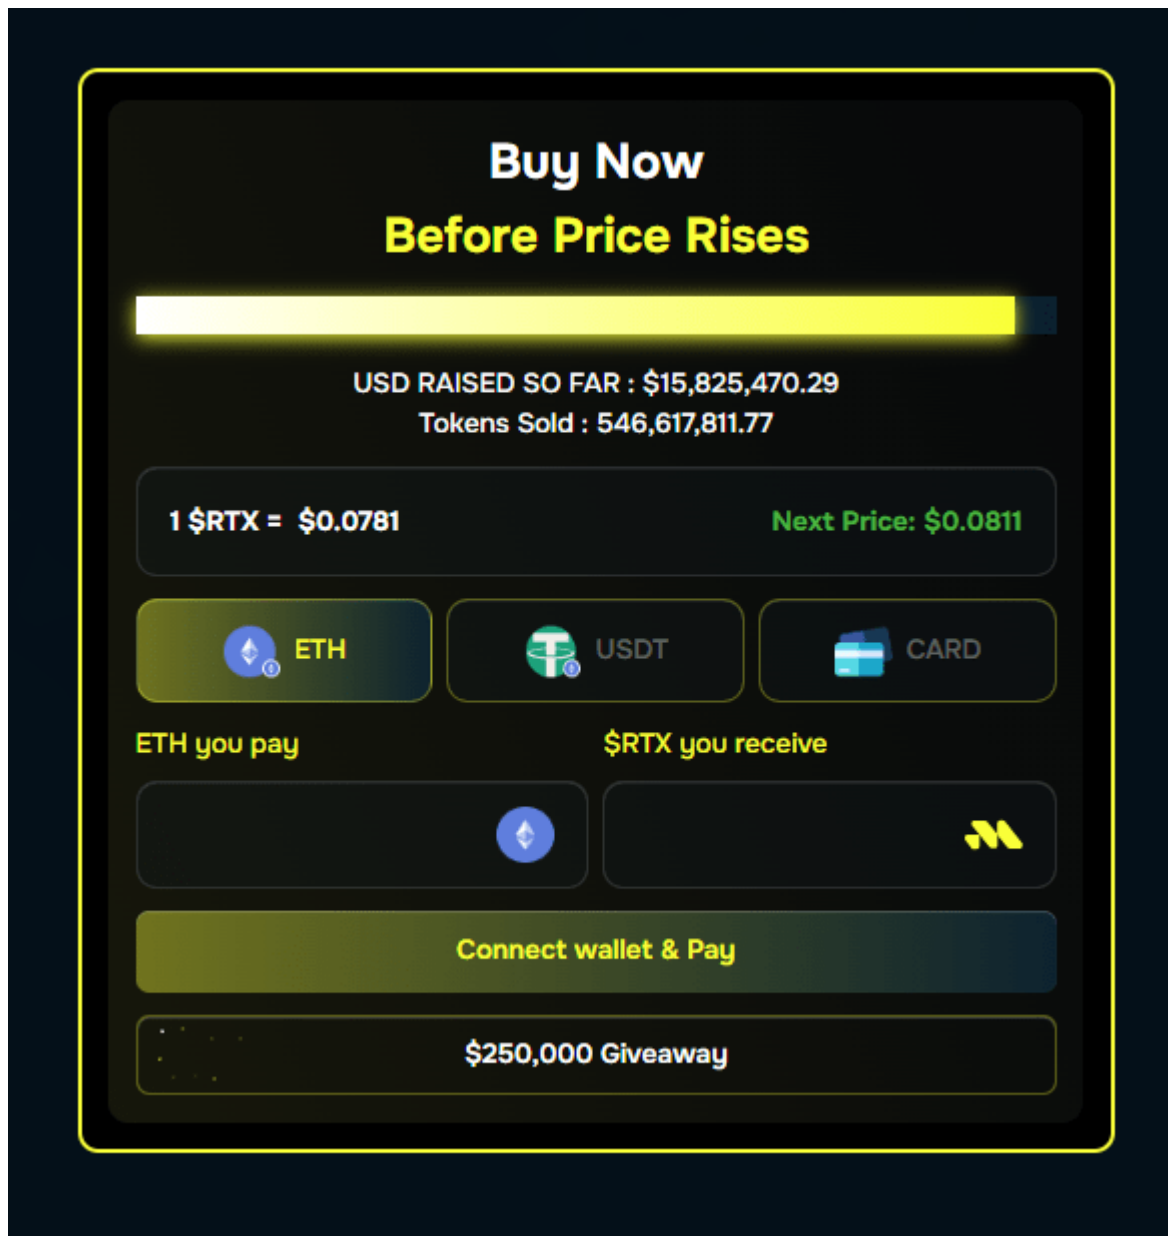 Buy Now
Before Price Rises
USD RAISED SO FAR : $15,825,470.29
Tokens Sold : 546,617,811.77
1 $RTX = $0.0781
Next Price: $0.0811
ETH
USDT
CARD
ETH you pay
$RTX you receive
Connect wallet & Pay
$250,000 Giveaway